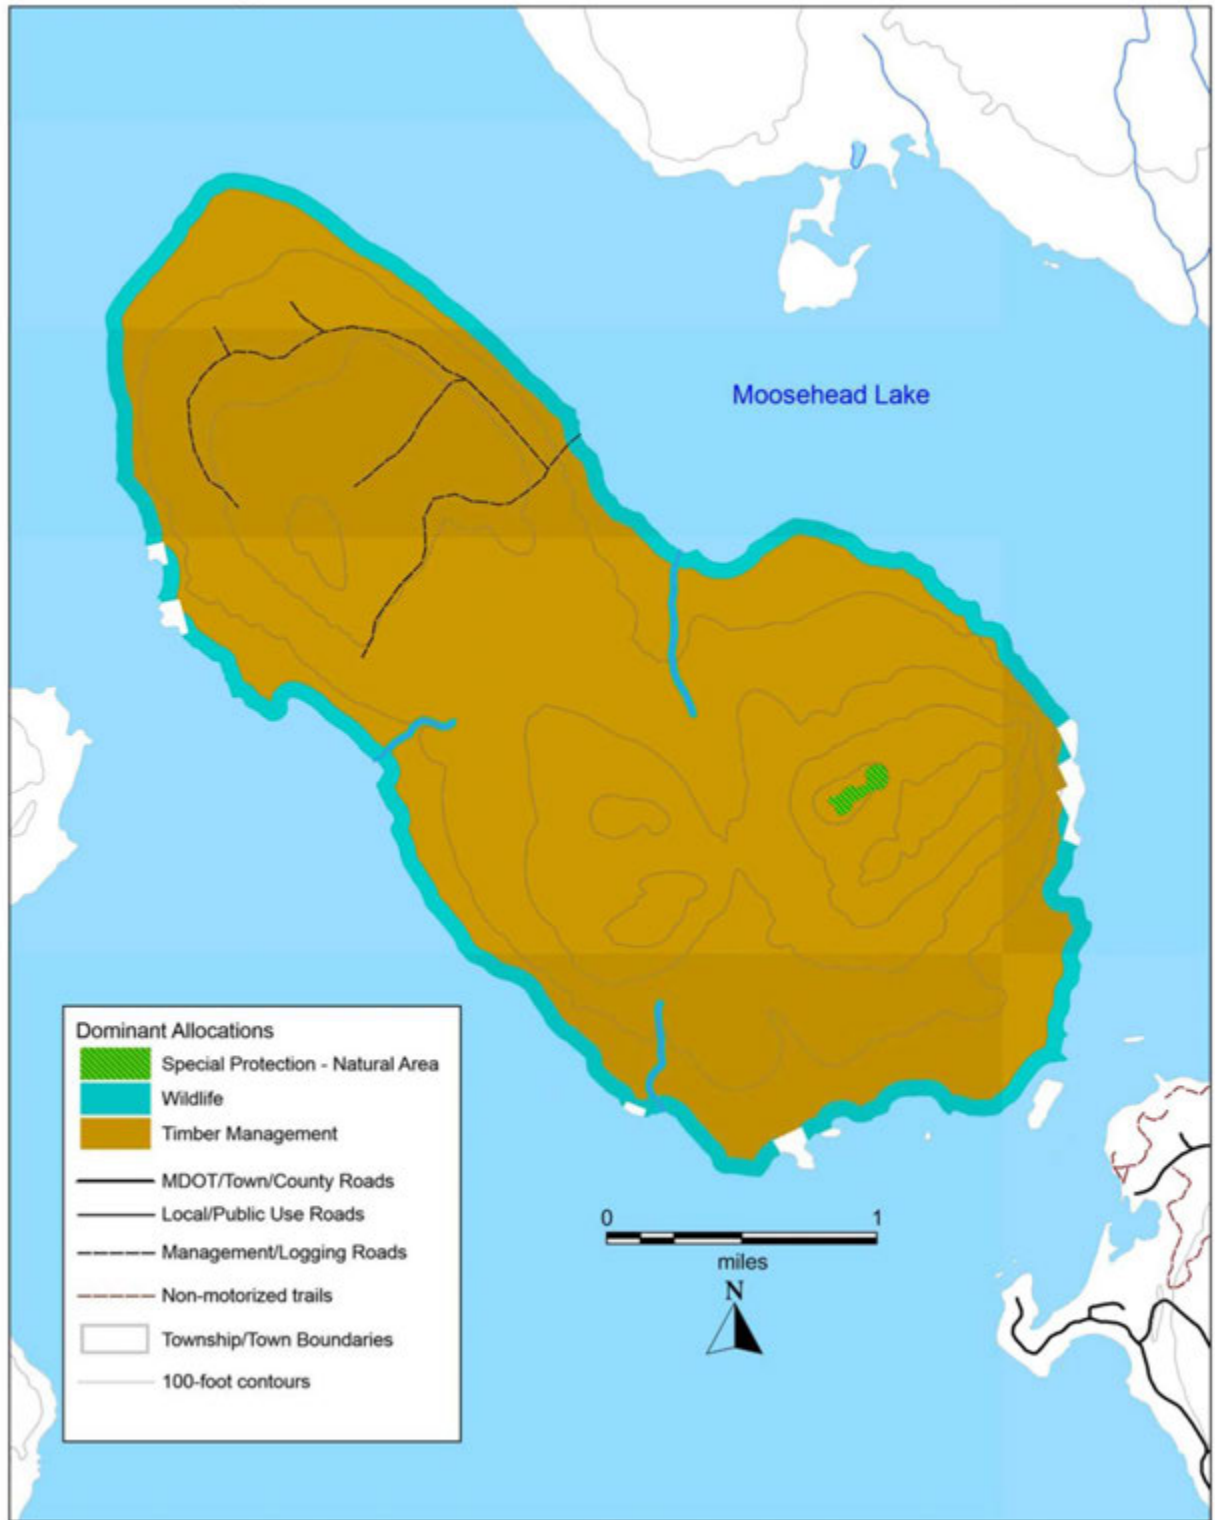 Moosehead Lake
Dominant Allocations
Special Protection - Natural Area
Wildlife
Timber Management
MDOT/Town/County Roads
Local/Public Use Roads
Management/Logging Roads
Non-motorized trails
Township/Town Boundaries
100-foot contours
0 1
miles
N